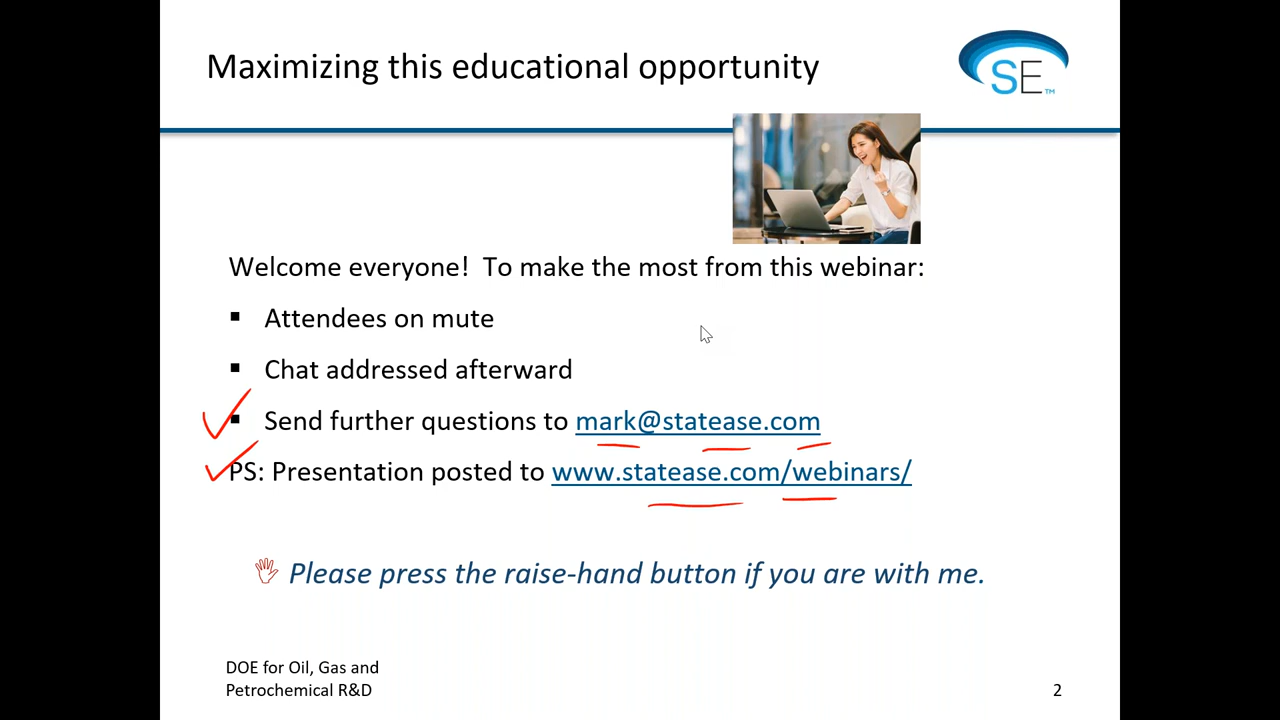 Maximizing this educational opportunity
SE™
Welcome everyone! To make the most from this webinar:
▪ Attendees on mute
▪ Chat addressed afterward
▪ Send further questions to mark@statease.com
PS: Presentation posted to www.statease.com/webinars/
Please press the raise-hand button if you are with me.
DOE for Oil, Gas and
Petrochemical R&D
2